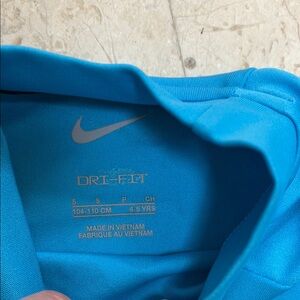 DRI-FIT
S S P CH
104-110 CM 4-5 YRS
MADE IN VIETNAM
FABRIQUE AU VIETNAM